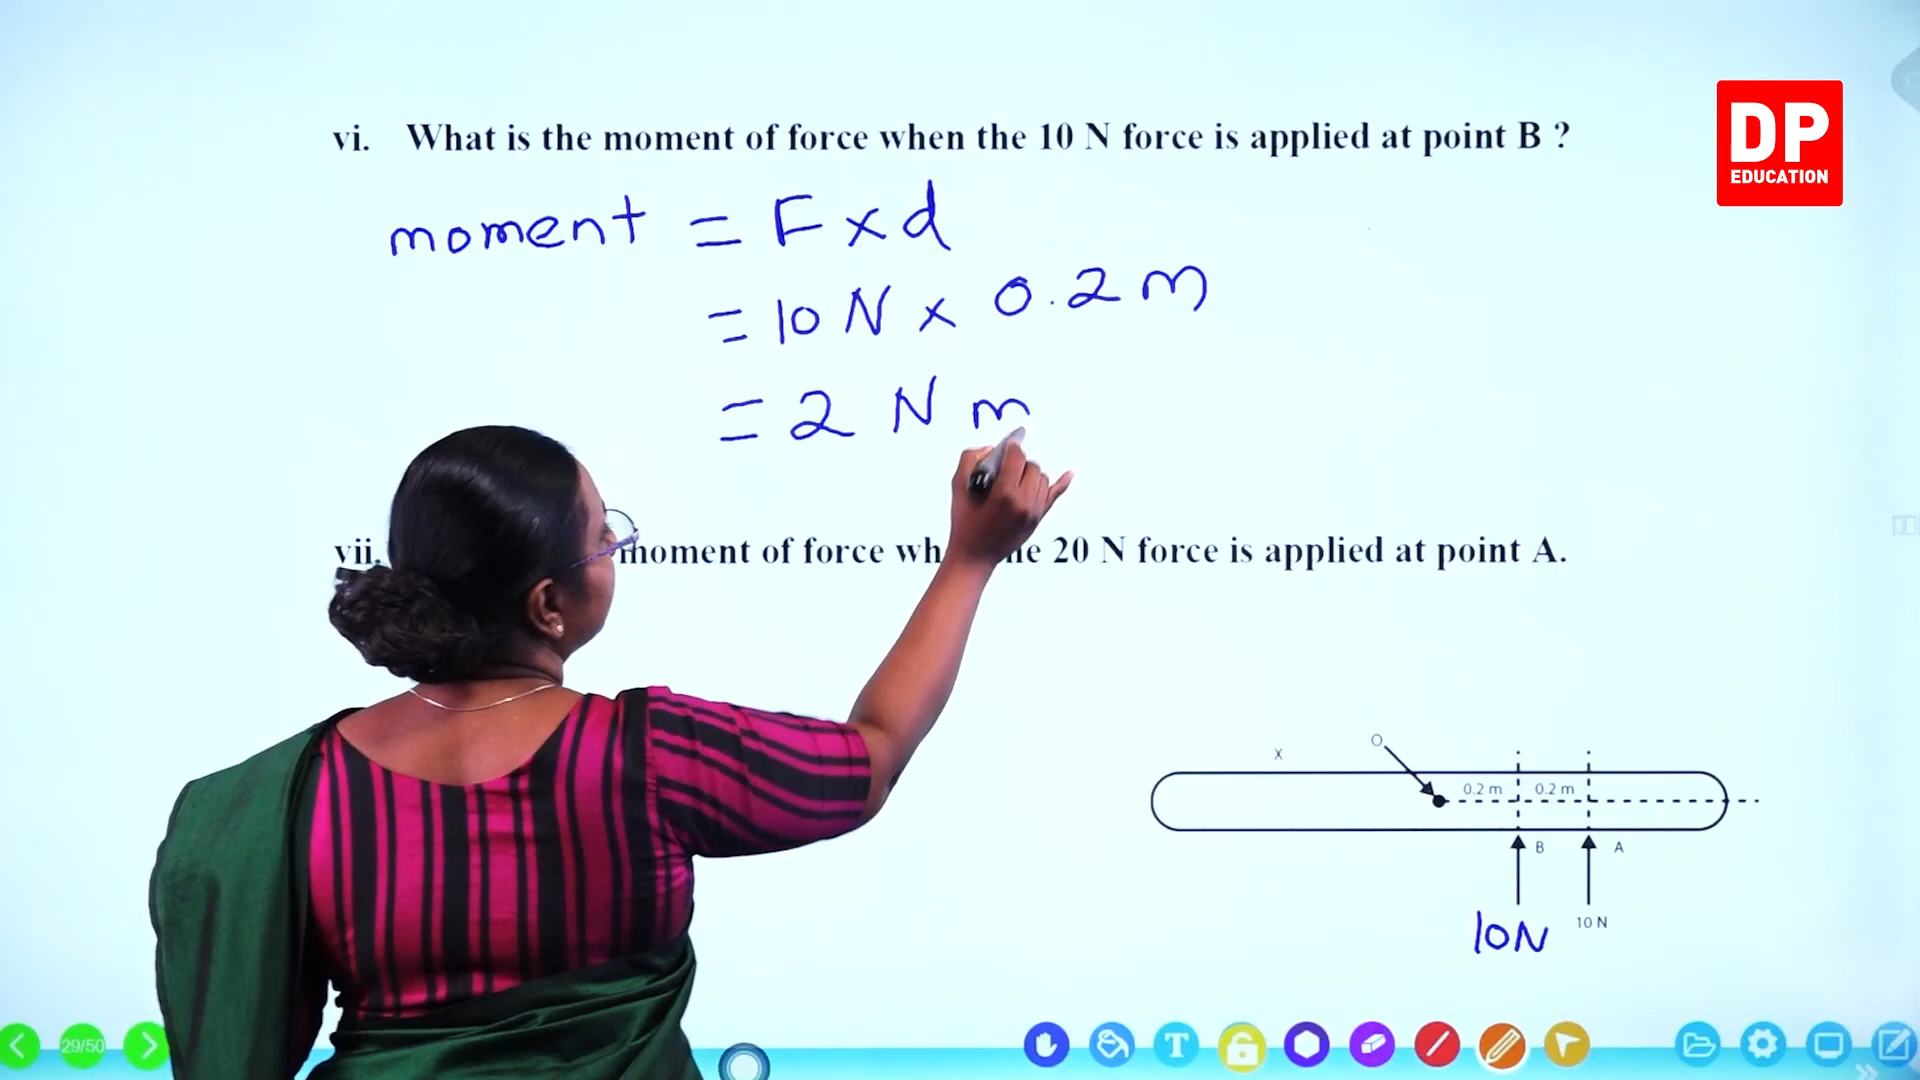 DP
EDUCATION
vi. What is the moment of force when the 10 N force is applied at point B ?
moment = F x d
= 10 N x 0.2 m
= 2 N m
vii. moment of force wh he 20 N force is applied at point A.
X
O
0.2 m 0.2 m
B A
10N 10 N
29/50
T